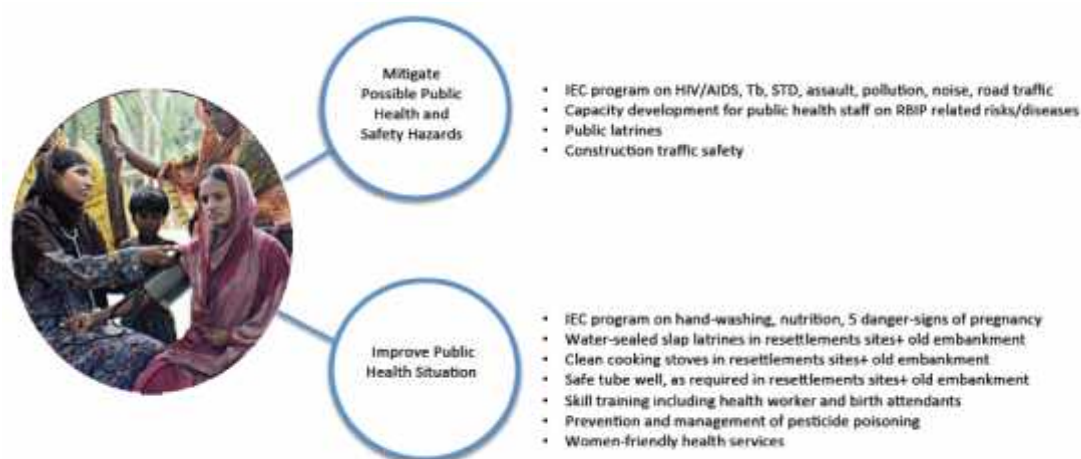 Mitigate
Possible Public
Health and
Safety Hazards
• IEC program on HIV/AIDS, Tb, STD, assault, pollution, noise, road traffic
• Capacity development for public health staff on RBIP related risks/diseases
• Public latrines
• Construction traffic safety
Improve Public
Health Situation
• IEC program on hand-washing, nutrition, 5 danger-signs of pregnancy
• Water-sealed slap latrines in resettlements sites+ old embankment
• Clean cooking stoves in resettlements sites+ old embankment
• Safe tube well, as required in resettlements sites+ old embankment
• Skill training including health worker and birth attendants
• Prevention and management of pesticide poisoning
• Women-friendly health services